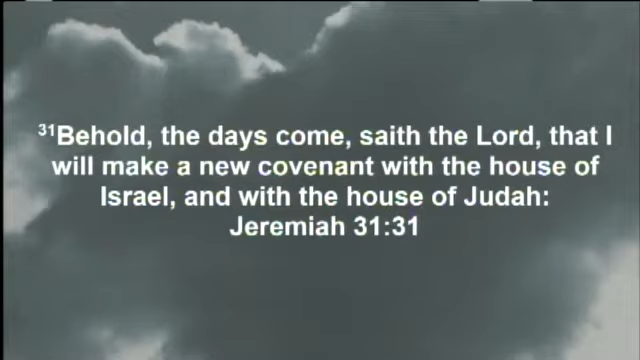 31Behold, the days come, saith the Lord, that I
will make a new covenant with the house of
Israel, and with the house of Judah:
Jeremiah 31:31